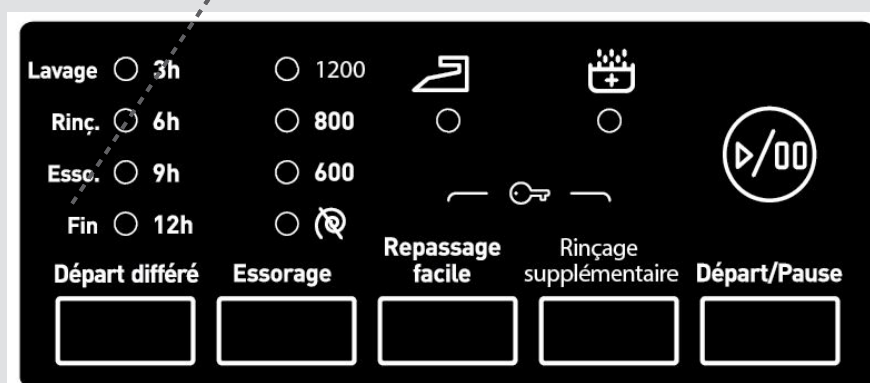 Lavage 3h 1200
Rinç. 6h 800
Esso. 9h 600
Fin 12h
Départ différé Essorage Repassage facile Rinçage supplémentaire Départ/Pause